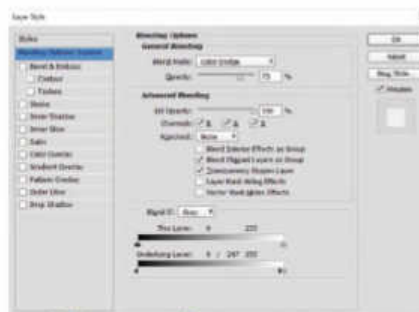 Layer Style
Styles
Blending Options: Custom
Bevel & Emboss
Contour
Texture
Stroke
Inner Shadow
Inner Glow
Satin
Color Overlay
Gradient Overlay
Pattern Overlay
Outer Glow
Drop Shadow
Blending Options
General Blending
Blend Mode: Color Dodge
Opacity: 75 %
Advanced Blending
Fill Opacity: 100 %
Channels: R G B
Knockout: None
Blend Interior Effects as Group
Blend Clipped Layers as Group
Transparency Shapes Layer
Layer Mask Hides Effects
Vector Mask Hides Effects
Blend If: Gray
This Layer: 0 255
Underlying Layer: 0 / 247 255
OK
New Style
Preview